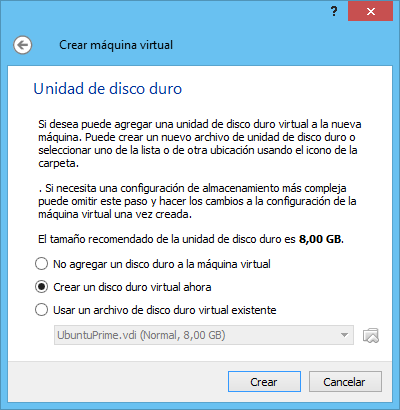 ?
Crear máquina virtual
Unidad de disco duro
Si desea puede agregar una unidad de disco duro virtual a la nueva
máquina. Puede crear un nuevo archivo de unidad de disco duro o
seleccionar uno de la lista o de otra ubicación usando el icono de la
carpeta.
. Si necesita una configuración de almacenamiento más compleja
puede omitir este paso y hacer los cambios a la configuración de la
máquina virtual una vez creada.
El tamaño recomendado de la unidad de disco duro es 8,00 GB.
No agregar un disco duro a la máquina virtual
Crear un disco duro virtual ahora
Usar un archivo de disco duro virtual existente
UbuntuPrime.vdi (Normal, 8,00 GB)
Crear
Cancelar